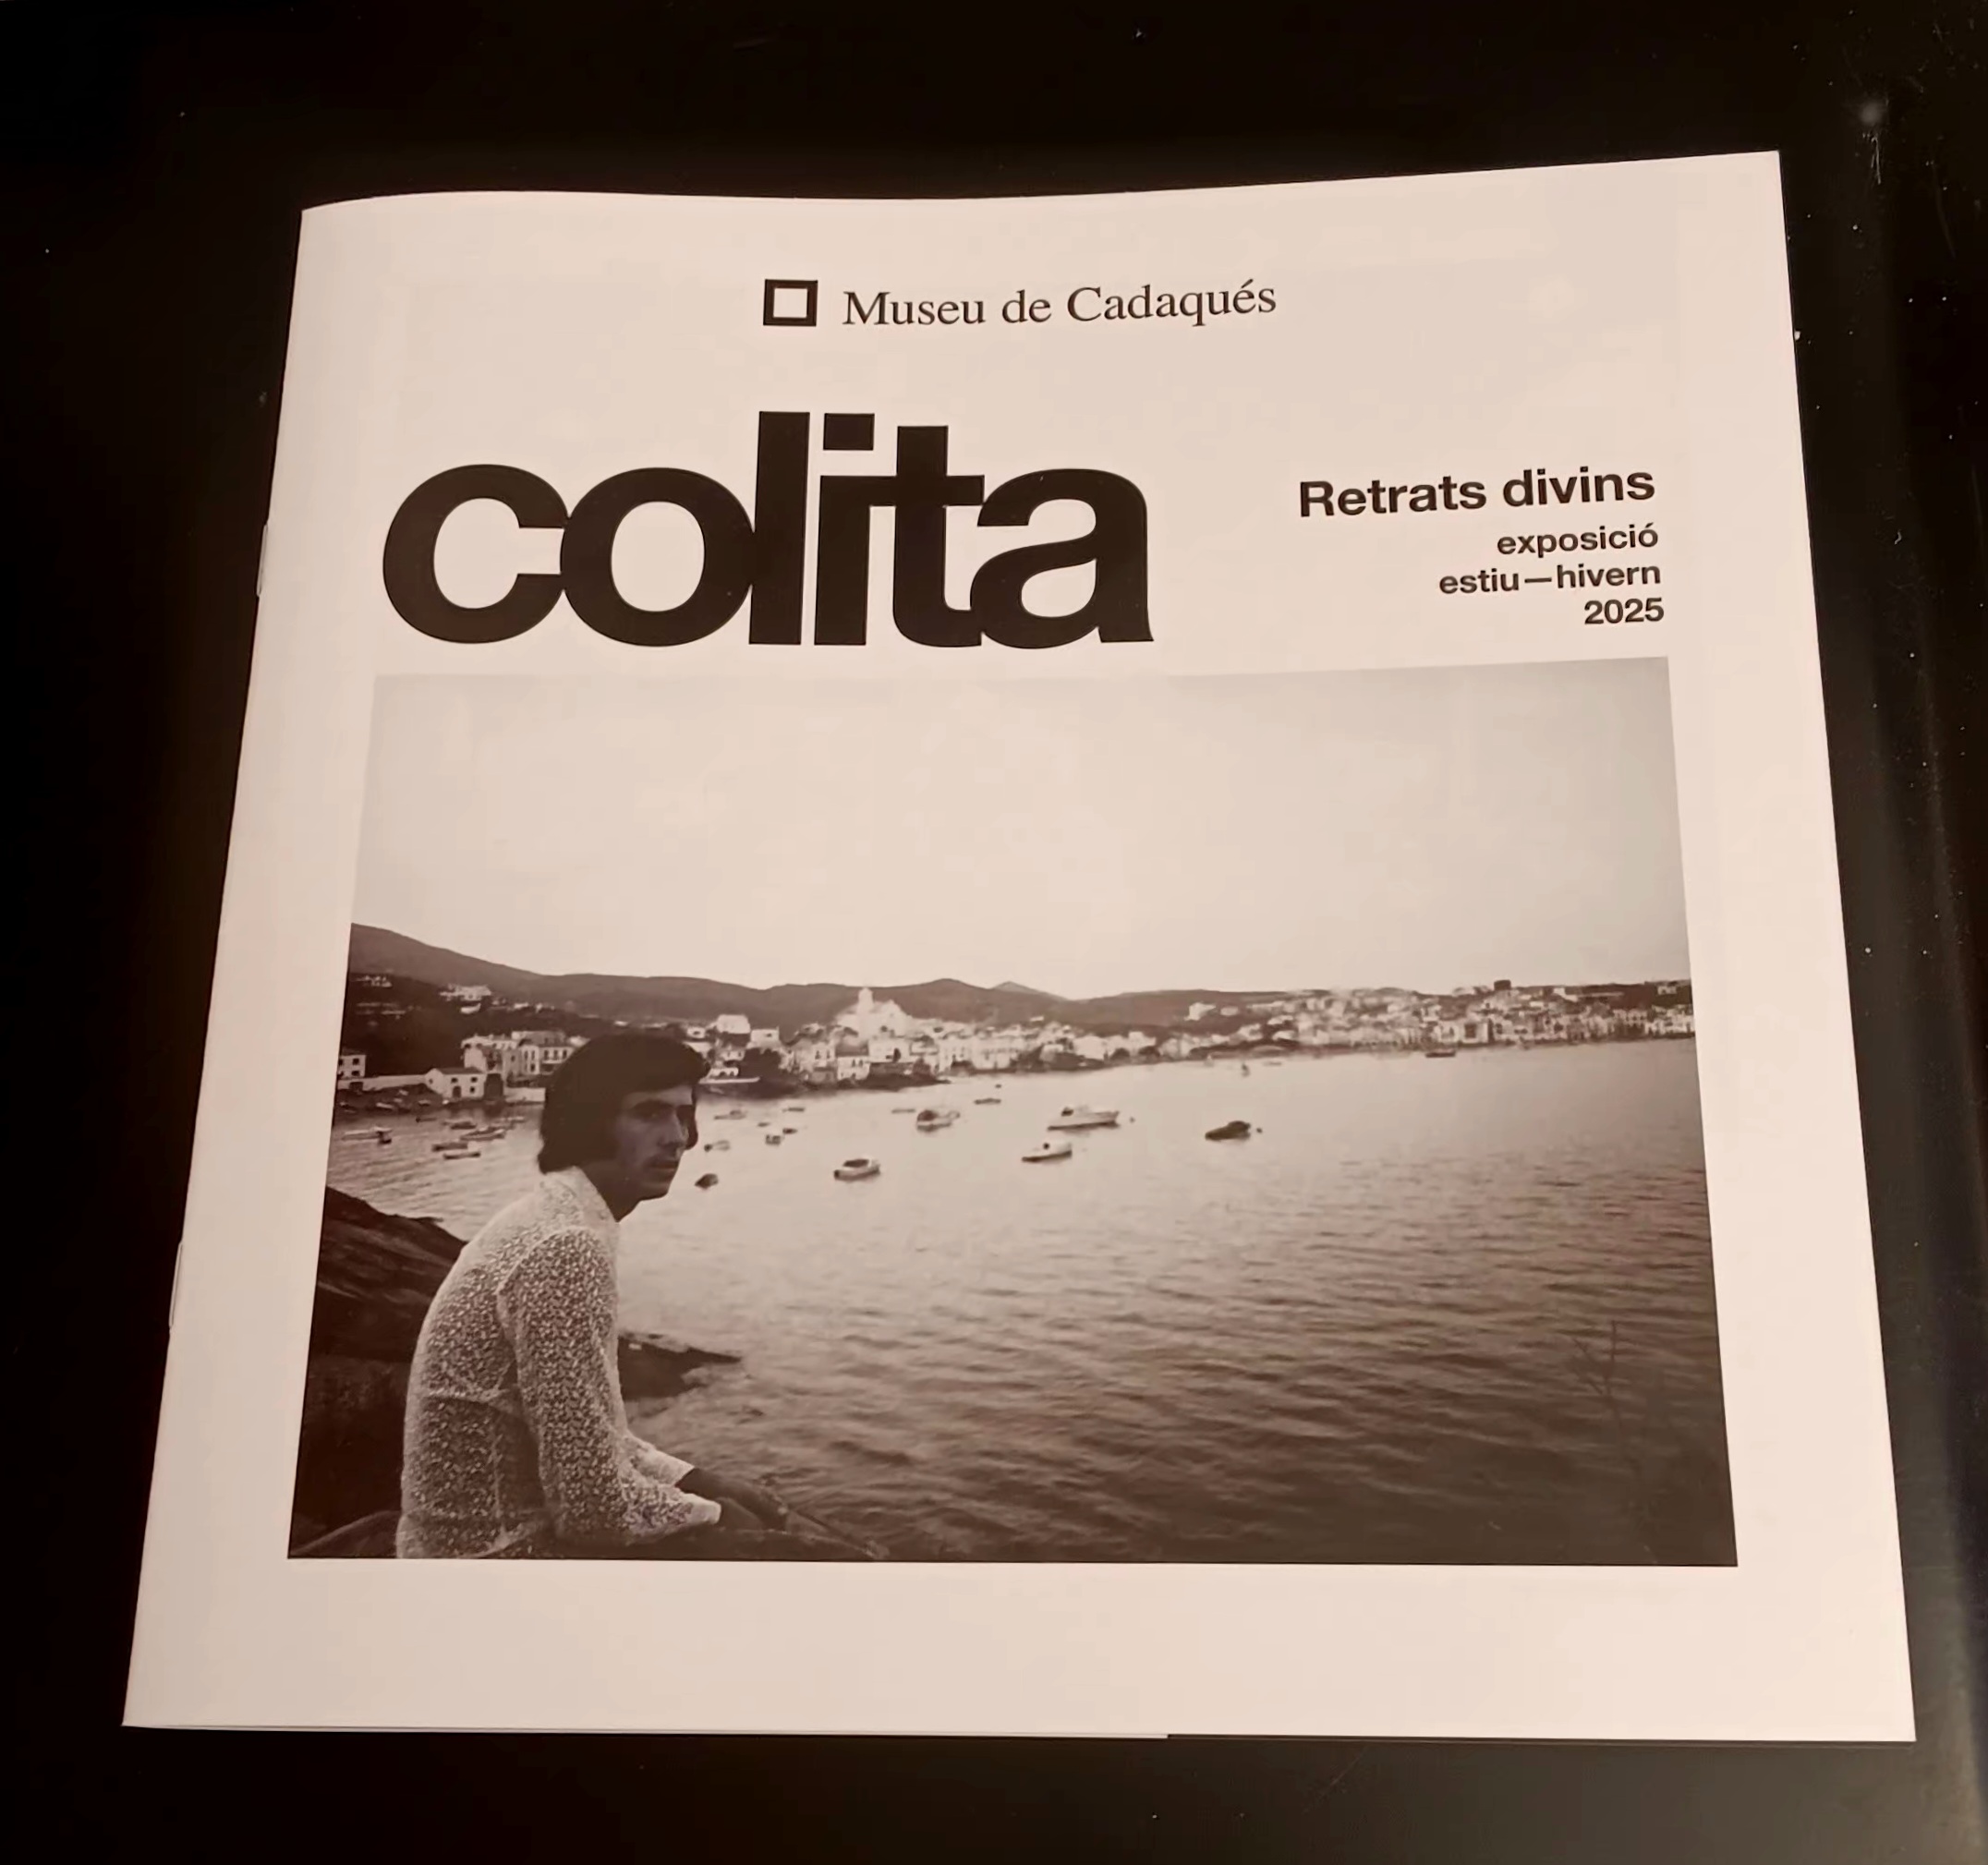 Museu de Cadaqués
colita
Retrats divins
exposició
estiu—hivern
2025